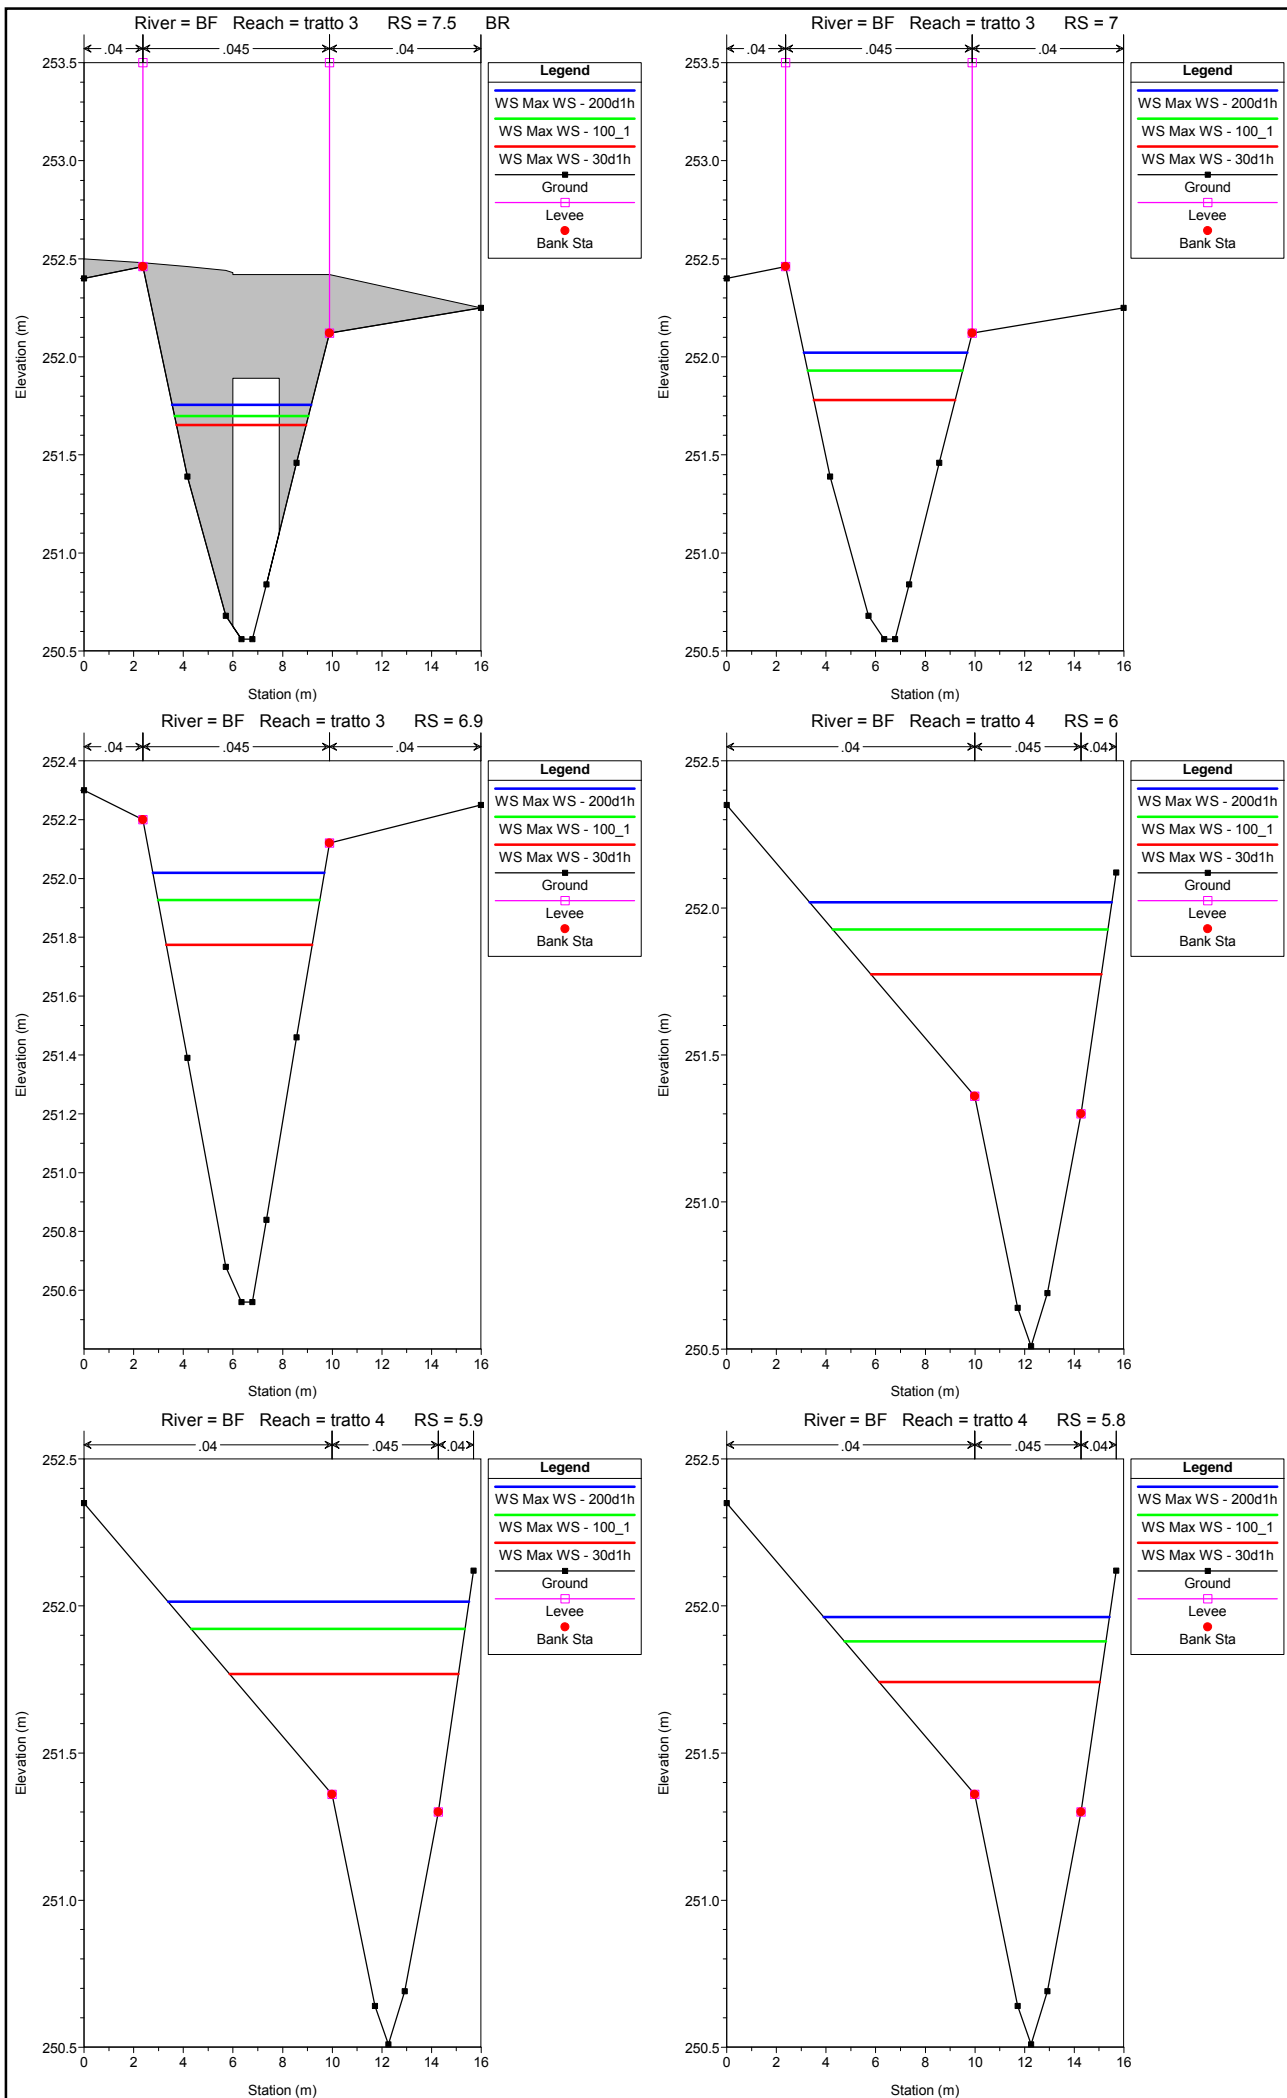 River = BF Reach = tratto 3 RS = 7.5 BR
.04 .045 .04
Legend
WS Max WS - 200d1h
WS Max WS - 100_1
WS Max WS - 30d1h
Ground
Levee
Bank Sta
253.5
253.0
252.5
252.0
251.5
251.0
250.5
Elevation (m)
0 2 4 6 8 10 12 14 16
Station (m)
River = BF Reach = tratto 3 RS = 7
.04 .045 .04
Legend
WS Max WS - 200d1h
WS Max WS - 100_1
WS Max WS - 30d1h
Ground
Levee
Bank Sta
253.5
253.0
252.5
252.0
251.5
251.0
250.5
Elevation (m)
0 2 4 6 8 10 12 14 16
Station (m)
River = BF Reach = tratto 3 RS = 6.9
.04 .045 .04
Legend
WS Max WS - 200d1h
WS Max WS - 100_1
WS Max WS - 30d1h
Ground
Levee
Bank Sta
252.4
252.2
252.0
251.8
251.6
251.4
251.2
251.0
250.8
250.6
Elevation (m)
0 2 4 6 8 10 12 14 16
Station (m)
River = BF Reach = tratto 4 RS = 6
.04 .045 .04
Legend
WS Max WS - 200d1h
WS Max WS - 100_1
WS Max WS - 30d1h
Ground
Levee
Bank Sta
252.5
252.0
251.5
251.0
250.5
Elevation (m)
0 2 4 6 8 10 12 14 16
Station (m)
River = BF Reach = tratto 4 RS = 5.9
.04 .045 .04
Legend
WS Max WS - 200d1h
WS Max WS - 100_1
WS Max WS - 30d1h
Ground
Levee
Bank Sta
252.5
252.0
251.5
251.0
250.5
Elevation (m)
0 2 4 6 8 10 12 14 16
Station (m)
River = BF Reach = tratto 4 RS = 5.8
.04 .045 .04
Legend
WS Max WS - 200d1h
WS Max WS - 100_1
WS Max WS - 30d1h
Ground
Levee
Bank Sta
252.5
252.0
251.5
251.0
250.5
Elevation (m)
0 2 4 6 8 10 12 14 16
Station (m)